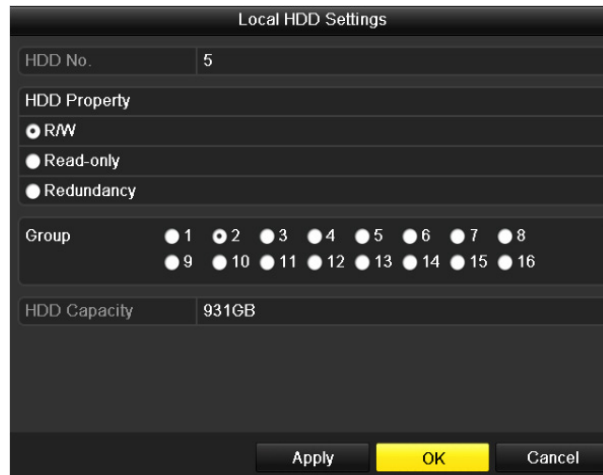 Local HDD Settings
HDD No. 5
HDD Property
R/W
Read-only
Redundancy
Group 1 2 3 4 5 6 7 8
9 10 11 12 13 14 15 16
HDD Capacity 931GB
Apply OK Cancel